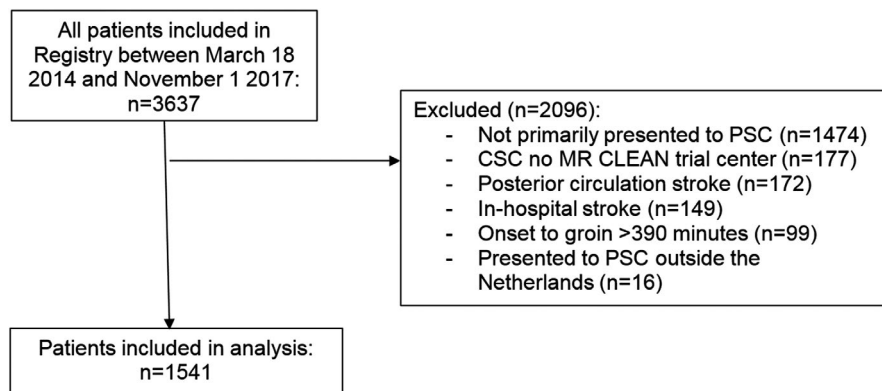 All patients included in
Registry between March 18
2014 and November 1 2017:
n=3637
Excluded (n=2096):
- Not primarily presented to PSC (n=1474)
- CSC no MR CLEAN trial center (n=177)
- Posterior circulation stroke (n=172)
- In-hospital stroke (n=149)
- Onset to groin >390 minutes (n=99)
- Presented to PSC outside the
Netherlands (n=16)
Patients included in analysis:
n=1541